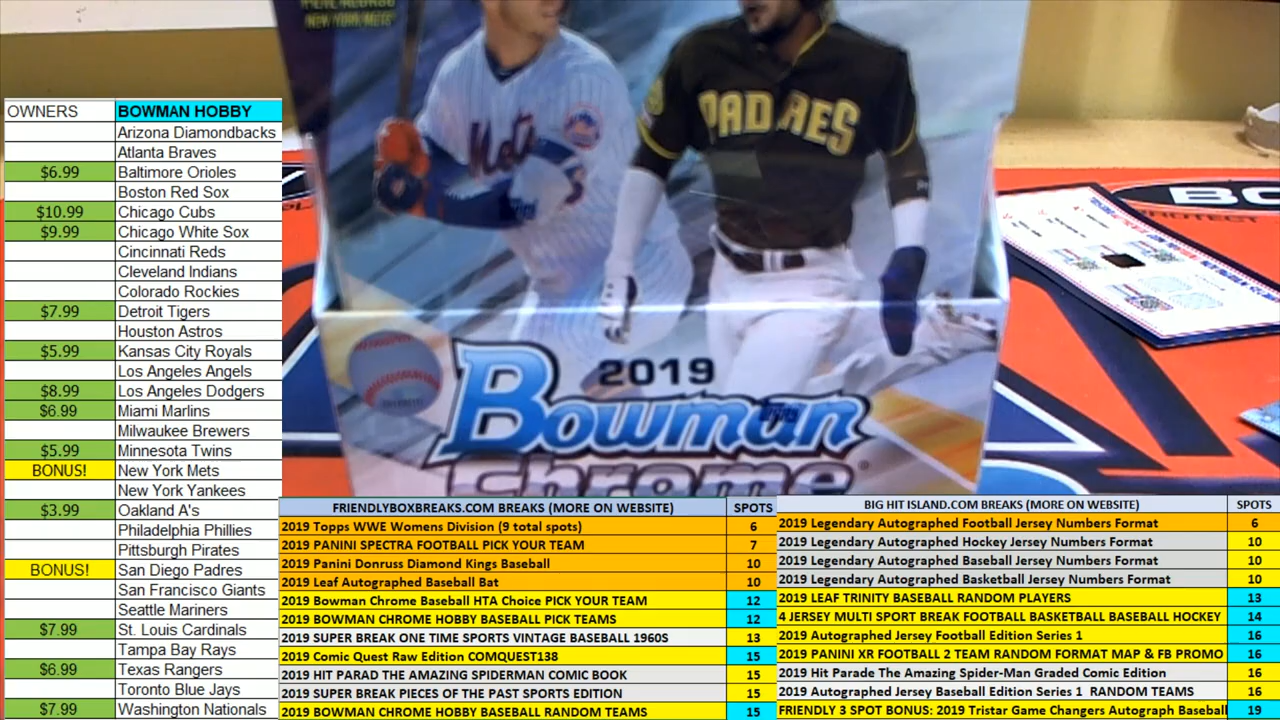 OWNERS BOWMAN HOBBY
Arizona Diamondbacks
Atlanta Braves
$6.99 Baltimore Orioles
Boston Red Sox
$10.99 Chicago Cubs
$9.99 Chicago White Sox
Cincinnati Reds
Cleveland Indians
Colorado Rockies
$7.99 Detroit Tigers
Houston Astros
$5.99 Kansas City Royals
Los Angeles Angels
$8.99 Los Angeles Dodgers
$6.99 Miami Marlins
Milwaukee Brewers
$5.99 Minnesota Twins
BONUS! New York Mets
New York Yankees
$3.99 Oakland A's
Philadelphia Phillies
Pittsburgh Pirates
BONUS! San Diego Padres
San Francisco Giants
Seattle Mariners
$7.99 St. Louis Cardinals
Tampa Bay Rays
$6.99 Texas Rangers
Toronto Blue Jays
$7.99 Washington Nationals
NEW YORK METS
Mets
PADRES
BO
PROTECT
2019
Bowman
topps
Chrome
FRIENDLYBOXBREAKS.COM BREAKS (MORE ON WEBSITE) SPOTS
2019 Topps WWE Womens Division (9 total spots) 6
2019 PANINI SPECTRA FOOTBALL PICK YOUR TEAM 7
2019 Panini Donruss Diamond Kings Baseball 10
2019 Leaf Autographed Baseball Bat 10
2019 Bowman Chrome Baseball HTA Choice PICK YOUR TEAM 12
2019 BOWMAN CHROME HOBBY BASEBALL PICK TEAMS 12
2019 SUPER BREAK ONE TIME SPORTS VINTAGE BASEBALL 1960S 13
2019 Comic Quest Raw Edition COMQUEST138 15
2019 HIT PARAD THE AMAZING SPIDERMAN COMIC BOOK 15
2019 SUPER BREAK PIECES OF THE PAST SPORTS EDITION 15
2019 BOWMAN CHROME HOBBY BASEBALL RANDOM TEAMS 15
BIG HIT ISLAND.COM BREAKS (MORE ON WEBSITE) SPOTS
2019 Legendary Autographed Football Jersey Numbers Format 6
2019 Legendary Autographed Hockey Jersey Numbers Format 10
2019 Legendary Autographed Baseball Jersey Numbers Format 10
2019 Legendary Autographed Basketball Jersey Numbers Format 10
2019 LEAF TRINITY BASEBALL RANDOM PLAYERS 13
4 JERSEY MULTI SPORT BREAK FOOTBALL BASKETBALL BASEBALL HOCKEY 14
2019 Autographed Jersey Football Edition Series 1 16
2019 PANINI XR FOOTBALL 2 TEAM RANDOM FORMAT MAP & FB PROMO 16
2019 Hit Parade The Amazing Spider-Man Graded Comic Edition 16
2019 Autographed Jersey Baseball Edition Series 1 RANDOM TEAMS 16
FRIENDLY 3 SPOT BONUS: 2019 Tristar Game Changers Autograph Baseball 19